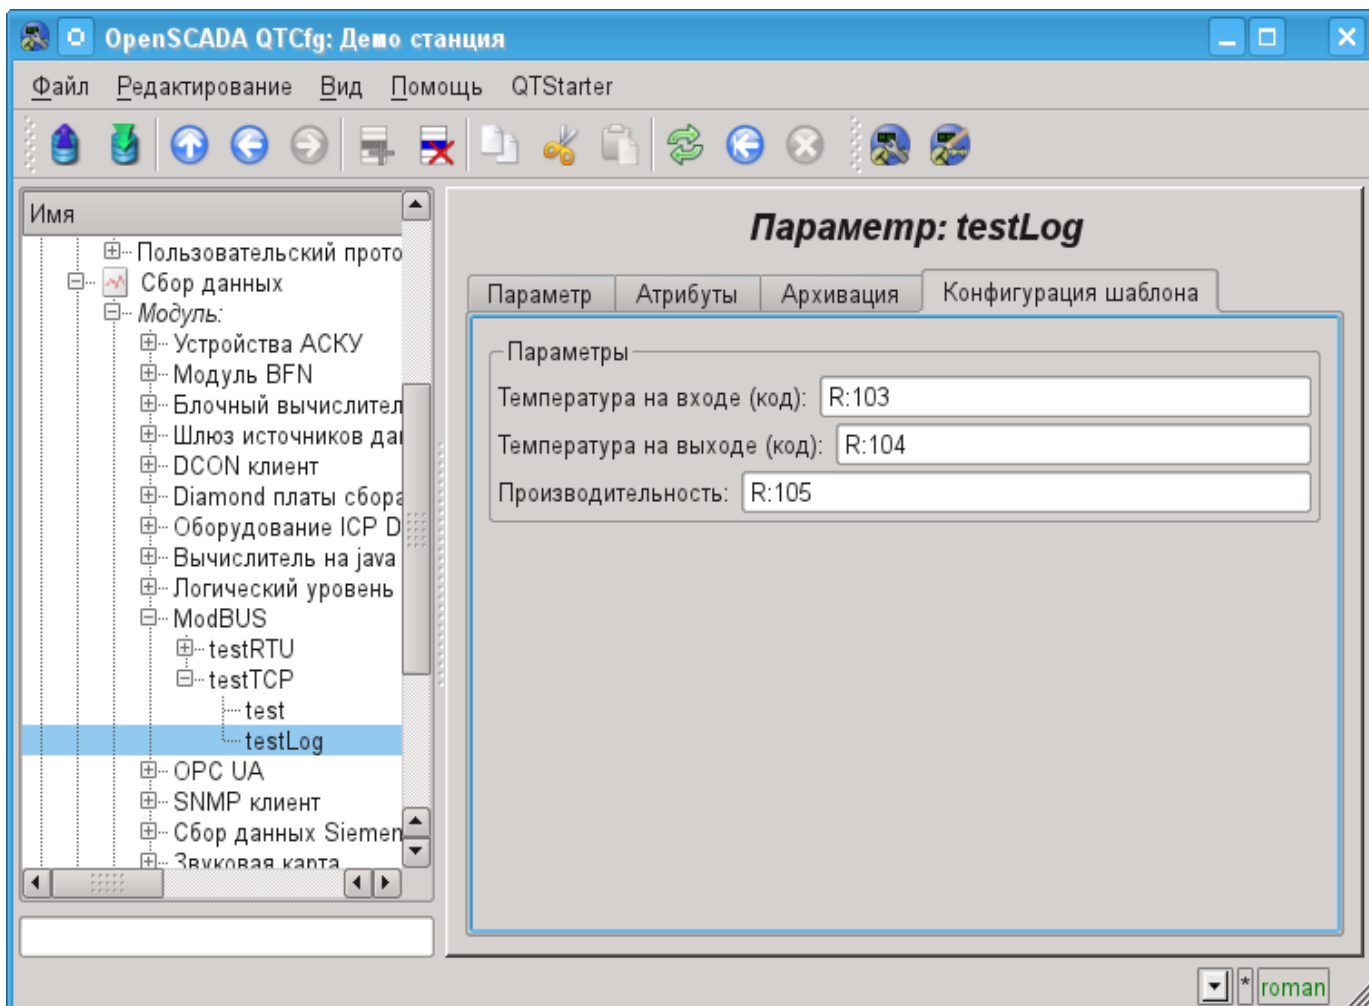 OpenSCADA QTCfg: Демо станция
Файл Редактирование Вид Помощь QTStarter
Имя
Пользовательский прото
Сбор данных
Модуль:
Устройства АСКУ
Модуль BFN
Блочный вычислител
Шлюз источников да
DCON клиент
Diamond платы сбора
Оборудование ICP D
Вычислитель на java
Логический уровень
ModBUS
testRTU
testTCP
test
testLog
OPC UA
SNMP клиент
Сбор данных Siemen
Звуковая карта
Параметр: testLog
Параметр Атрибуты Архивация Конфигурация шаблона
Параметры
Температура на входе (код): R:103
Температура на выходе (код): R:104
Производительность: R:105
* roman